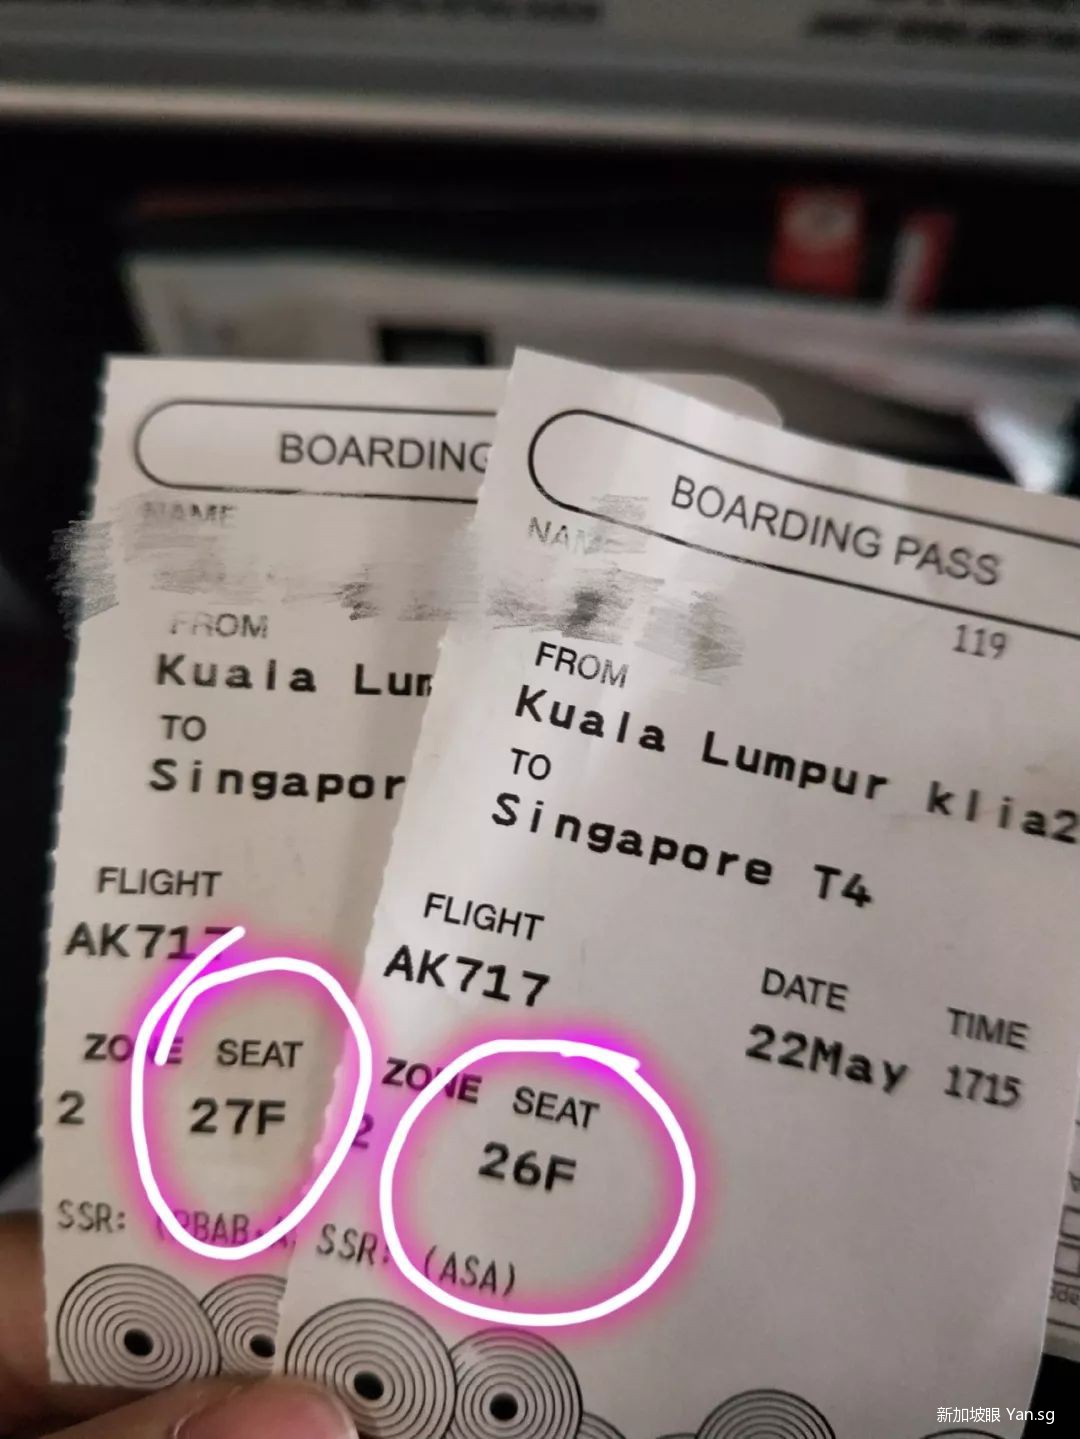 BOARDING
NAME
FROM
Kuala Lum
TO
Singapor
FLIGHT
AK717
ZONE SEAT
2 27F
SSR:
BOARDING PASS
NAME
119
FROM
Kuala Lumpur klia2
TO
Singapore T4
FLIGHT
AK717
DATE TIME
22May 1715
ZONE SEAT
2 26F
SSR: (ASA)
新加坡眼 Yan.sg